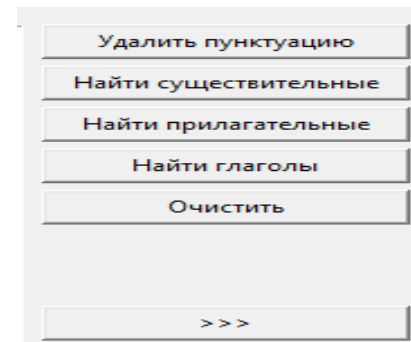 Удалить пунктуацию
Найти существительные
Найти прилагательные
Найти глаголы
Очистить
>>>